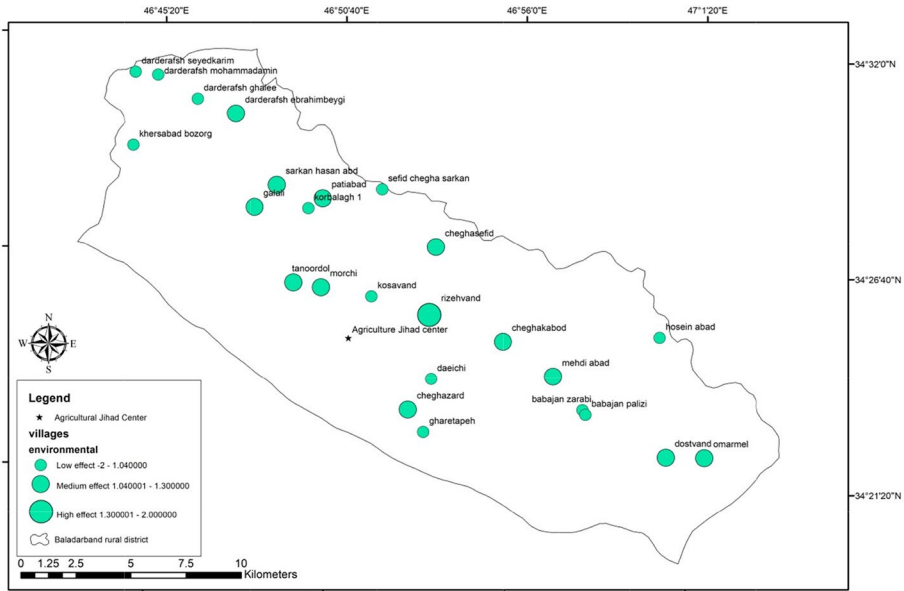 46°45'20"E 46°50'40"E 46°56'0"E 47°1'20"E
34°32'0"N
34°26'40"N
34°21'20"N
darderafsh seyedkarim
darderafsh mohammadamin
darderafsh ghalee
darderafsh ebrahimbeygi
khersabad bozorg
sarkan hasan abd
patiabad
sefid chegha sarkan
galali
korbalagh 1
cheghasefid
tanoordol
morchi
kosavand
rizehvand
Agriculture Jihad center
cheghakabod
hosein abad
daeichi
mehdi abad
cheghazard
babajan zarabi
babajan palizi
gharetapeh
dostvand
omarmel
N
W E
S
Legend
Agricultural Jihad Center
villages
environmental
Low effect -2 - 1.040000
Medium effect 1.040001 - 1.300000
High effect 1.300001 - 2.000000
Baladarband rural district
0 1.25 2.5 5 7.5 10
Kilometers